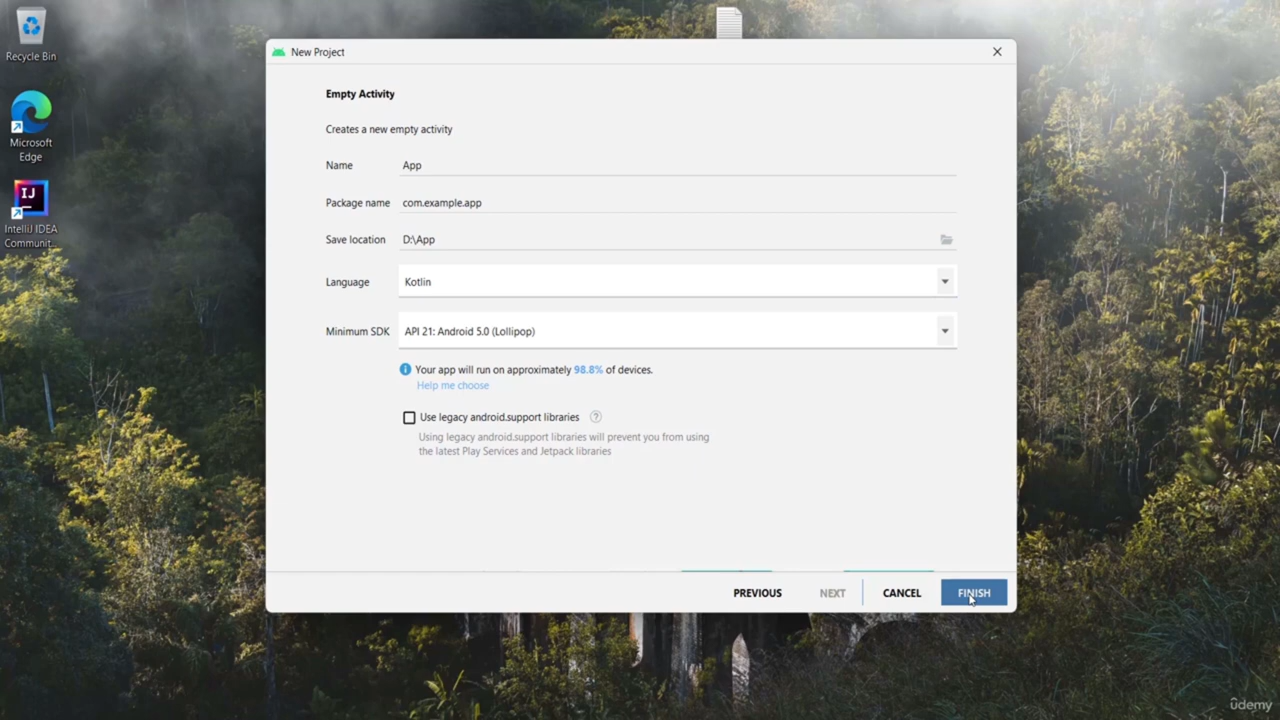 Recycle Bin
Microsoft
Edge
IJ
IntelliJ IDEA
Communit...
New Project
Empty Activity
Creates a new empty activity
Name App
Package name com.example.app
Save location D:\App
Language Kotlin
Minimum SDK API 21: Android 5.0 (Lollipop)
i Your app will run on approximately 98.8% of devices.
Help me choose
Use legacy android.support libraries ?
Using legacy android.support libraries will prevent you from using
the latest Play Services and Jetpack libraries
PREVIOUS NEXT CANCEL FINISH
ûdemy